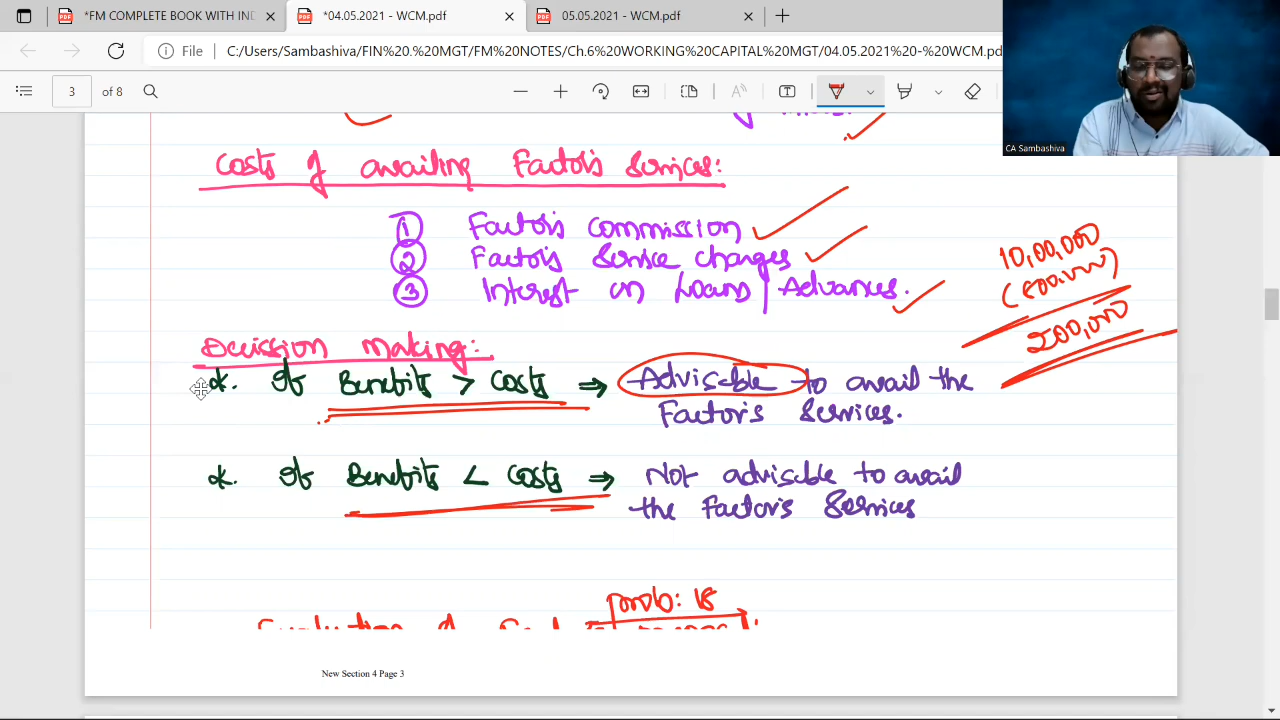 *FM COMPLETE BOOK WITH IND
*04.05.2021 - WCM.pdf
05.05.2021 - WCM.pdf
File
C:/Users/Sambashiva/FIN%20.%20MGT/FM%20NOTES/Ch.6%20WORKING%20CAPITAL%20MGT/04.05.2021%20-%20WCM.pd
3 of 8
CA Sambashiva
Costs of availing Factor's Services:
1 Factor's commission
2 Factor's Service charges
3 Interest on Loans | Advances.
10,00,000
200,000
Decission Making:
*. If Benefits > Costs ⇒ Advisable to avail the
Factor's Services.
*. If Benefits < Costs ⇒ Not advisable to avail
the Factor's Services
prob: 18
New Section 4 Page 3